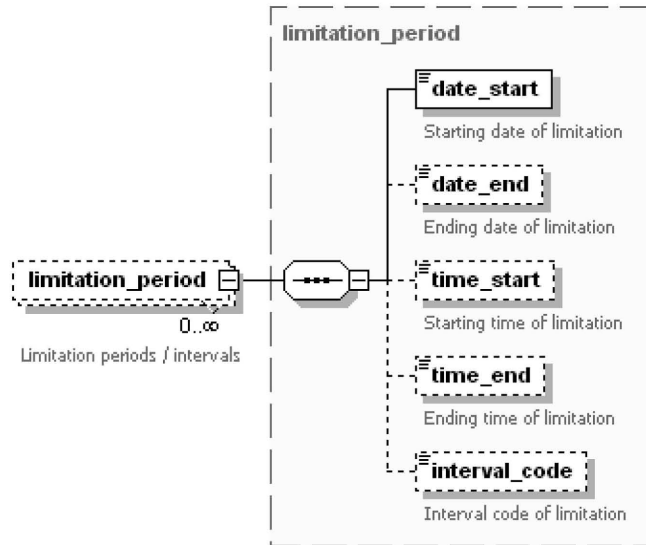 limitation_period
date_start
Starting date of limitation
date_end
Ending date of limitation
limitation_period
0..∞
Limitation periods / intervals
time_start
Starting time of limitation
time_end
Ending time of limitation
interval_code
Interval code of limitation